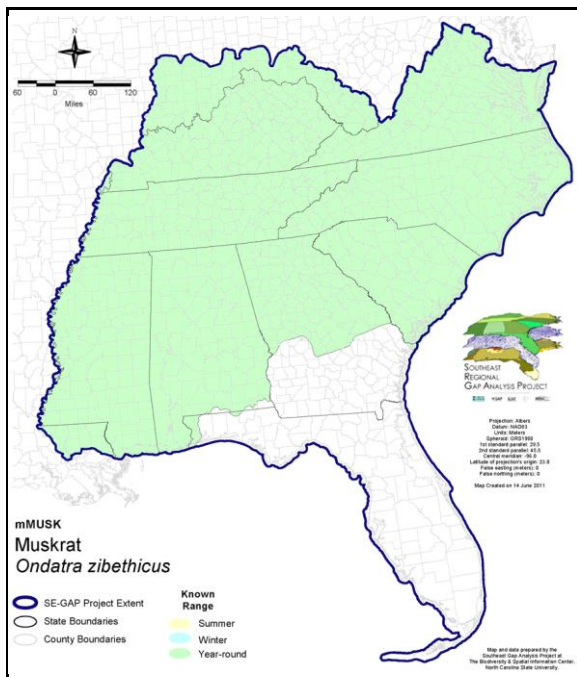 N
60 0 60 120
Miles
SOUTHEAST
REGIONAL
GAP ANALYSIS PROJECT
Projection: Albers
Datum: NAD83
Units: Meters
Spheroid: GRS1980
1st standard parallel: 29.5
2nd standard parallel: 45.5
Central meridian: -96.0
Latitude of projection's origin: 23.0
False easting (meters): 0
False northing (meters): 0
Map Created on 14 June 2011
mMUSK
Muskrat
Ondatra zibethicus
SE-GAP Project Extent
State Boundaries
County Boundaries
Known
Range
Summer
Winter
Year-round
Map and data prepared by the
Southeast Gap Analysis Project at
The Biodiversity & Spatial Information Center,
North Carolina State University.